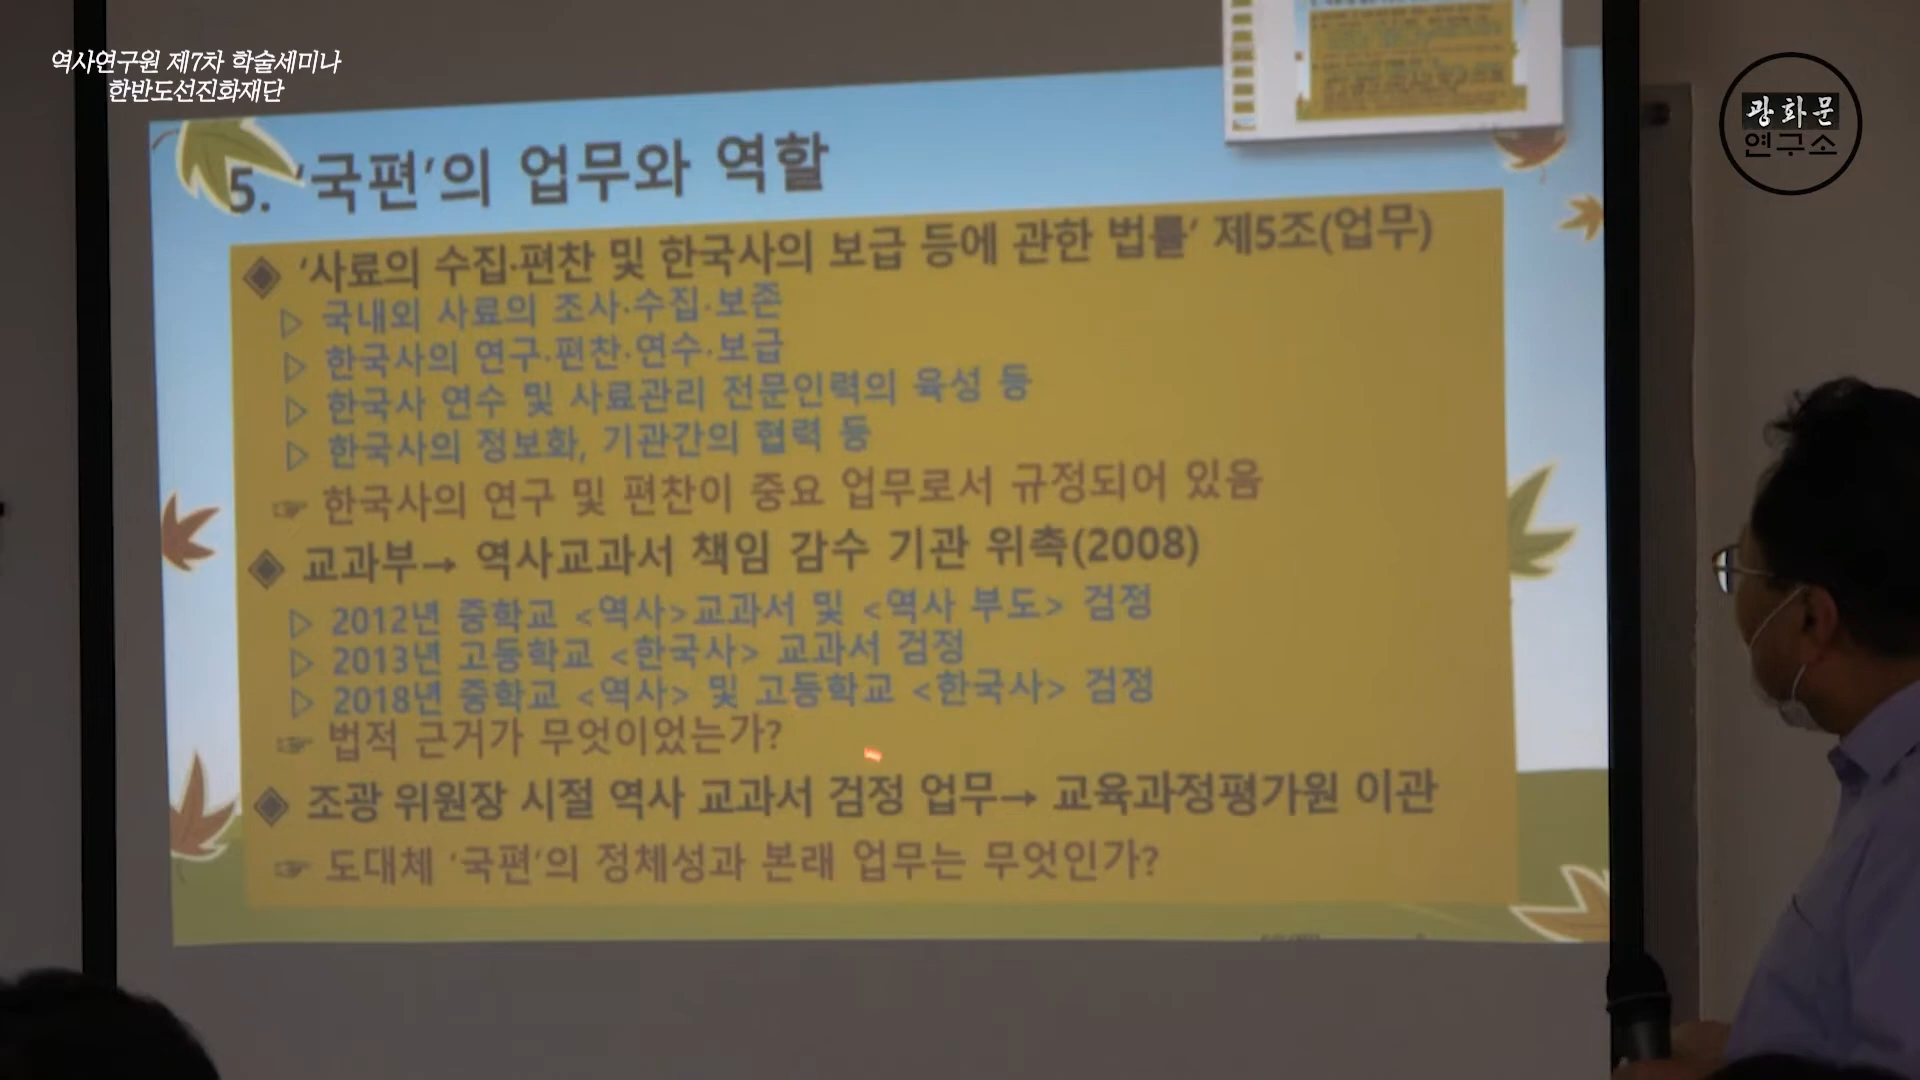 역사연구원 제7차 학술세미나
한반도선진화재단
광화문
연구소
5. '국편'의 업무와 역할
◈ '사료의 수집·편찬 및 한국사의 보급 등에 관한 법률' 제5조(업무)
▷ 국내외 사료의 조사·수집·보존
▷ 한국사의 연구·편찬·연수·보급
▷ 한국사 연수 및 사료관리 전문인력의 육성 등
▷ 한국사의 정보화, 기관간의 협력 등
☞ 한국사의 연구 및 편찬이 중요 업무로서 규정되어 있음
◈ 교과부→ 역사교과서 책임 감수 기관 위촉(2008)
▷ 2012년 중학교 <역사>교과서 및 <역사 부도> 검정
▷ 2013년 고등학교 <한국사> 교과서 검정
▷ 2018년 중학교 <역사> 및 고등학교 <한국사> 검정
☞ 법적 근거가 무엇이었는가?
◈ 조광 위원장 시절 역사 교과서 검정 업무→ 교육과정평가원 이관
☞ 도대체 '국편'의 정체성과 본래 업무는 무엇인가?